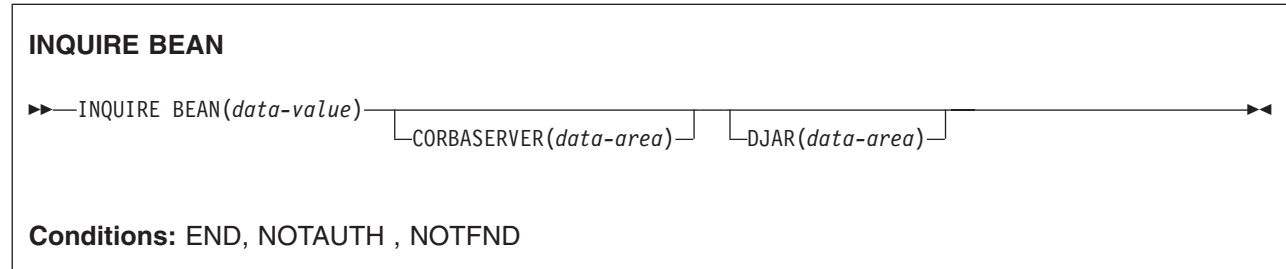 INQUIRE BEAN
INQUIRE BEAN(data-value)
CORBASERVER(data-area) DJAR(data-area)
Conditions: END, NOTAUTH , NOTFND